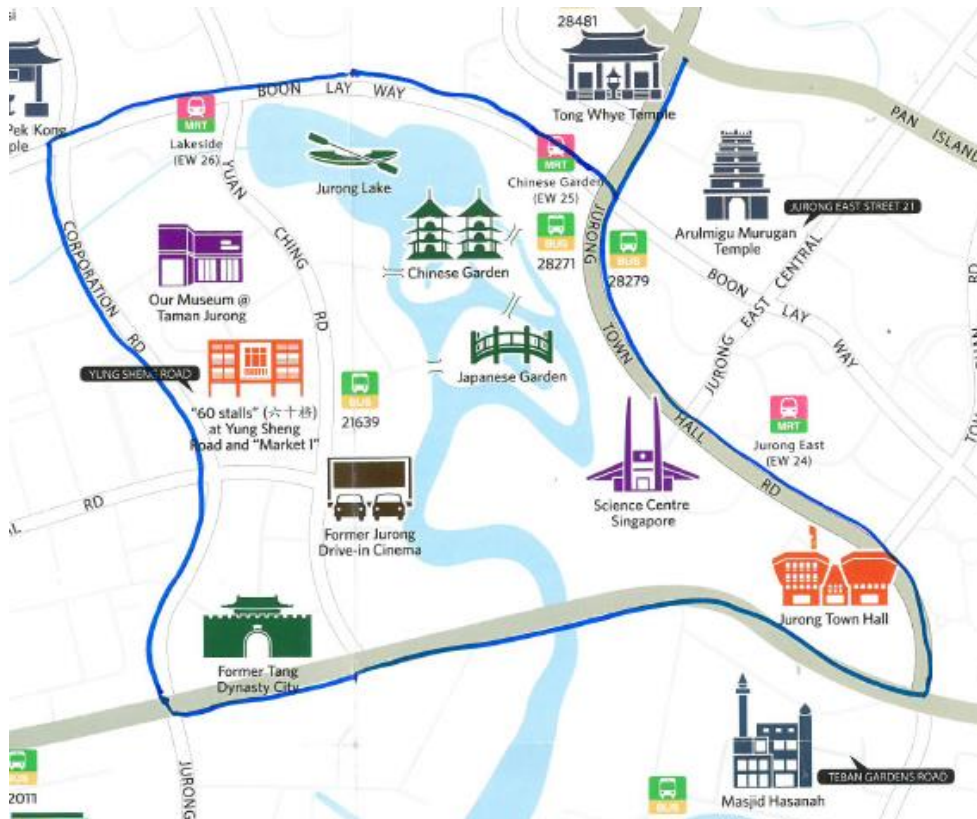 si
28481
BOON LAY WAY
Pek Kong
ple
MRT
Lakeside
(EW 26)
Tong Whye Temple
PAN ISLAND
Jurong Lake
MRT
Chinese Garden
(EW 25)
YUAN CHING RD
JURONG EAST STREET 21
Arulmigu Murugan
Temple
CORPORATION RD
Chinese Garden
BUS
28271
BUS
28279
JURONG TOWN HALL RD
BOON LAY WAY
JURONG EAST CENTRAL
RD
Our Museum @
Taman Jurong
YUNG SHENG ROAD
Japanese Garden
"60 stalls" (六十档)
at Yung Sheng
Road and "Market I"
BUS
21639
MRT
Jurong East
(EW 24)
RD
Science Centre
Singapore
Former Jurong
Drive-in Cinema
Jurong Town Hall
Former Tang
Dynasty City
JURONG
BUS
2011
BUS
Masjid Hasanah
TEBAN GARDENS ROAD